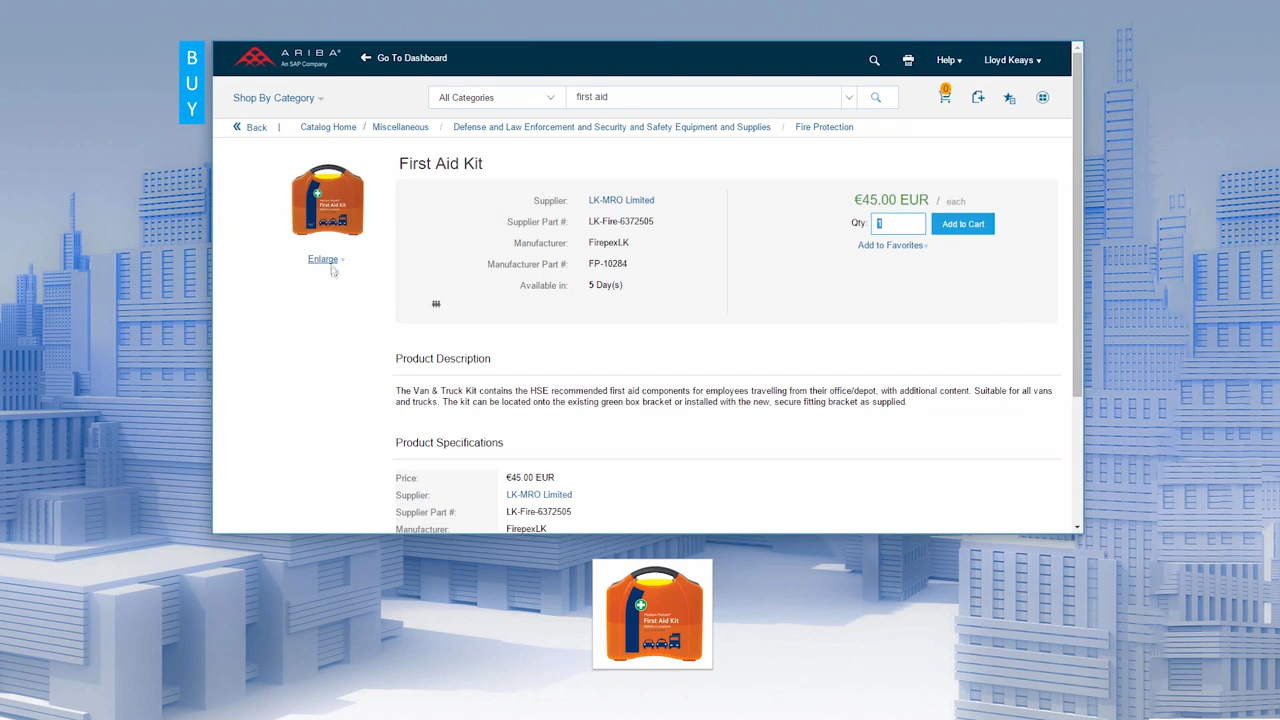 B
U
Y
ARIBA
An SAP Company
Go To Dashboard
Help
Lloyd Keays
Shop By Category
All Categories
first aid
0
Back | Catalog Home / Miscellaneous / Defense and Law Enforcement and Security and Safety Equipment and Supplies / Fire Protection
First Aid Kit
First Aid Kit
Enlarge
Supplier: LK-MRO Limited
Supplier Part #: LK-Fire-6372505
Manufacturer: FirepexLK
Manufacturer Part #: FP-10284
Available in: 5 Day(s)
€45.00 EUR / each
Qty: 1 Add to Cart
Add to Favorites
Product Description
The Van & Truck Kit contains the HSE recommended first aid components for employees travelling from their office/depot, with additional content. Suitable for all vans
and trucks. The kit can be located onto the existing green box bracket or installed with the new, secure fitting bracket as supplied.
Product Specifications
Price: €45.00 EUR
Supplier: LK-MRO Limited
Supplier Part #: LK-Fire-6372505
Manufacturer: FirepexLK
First Aid Kit